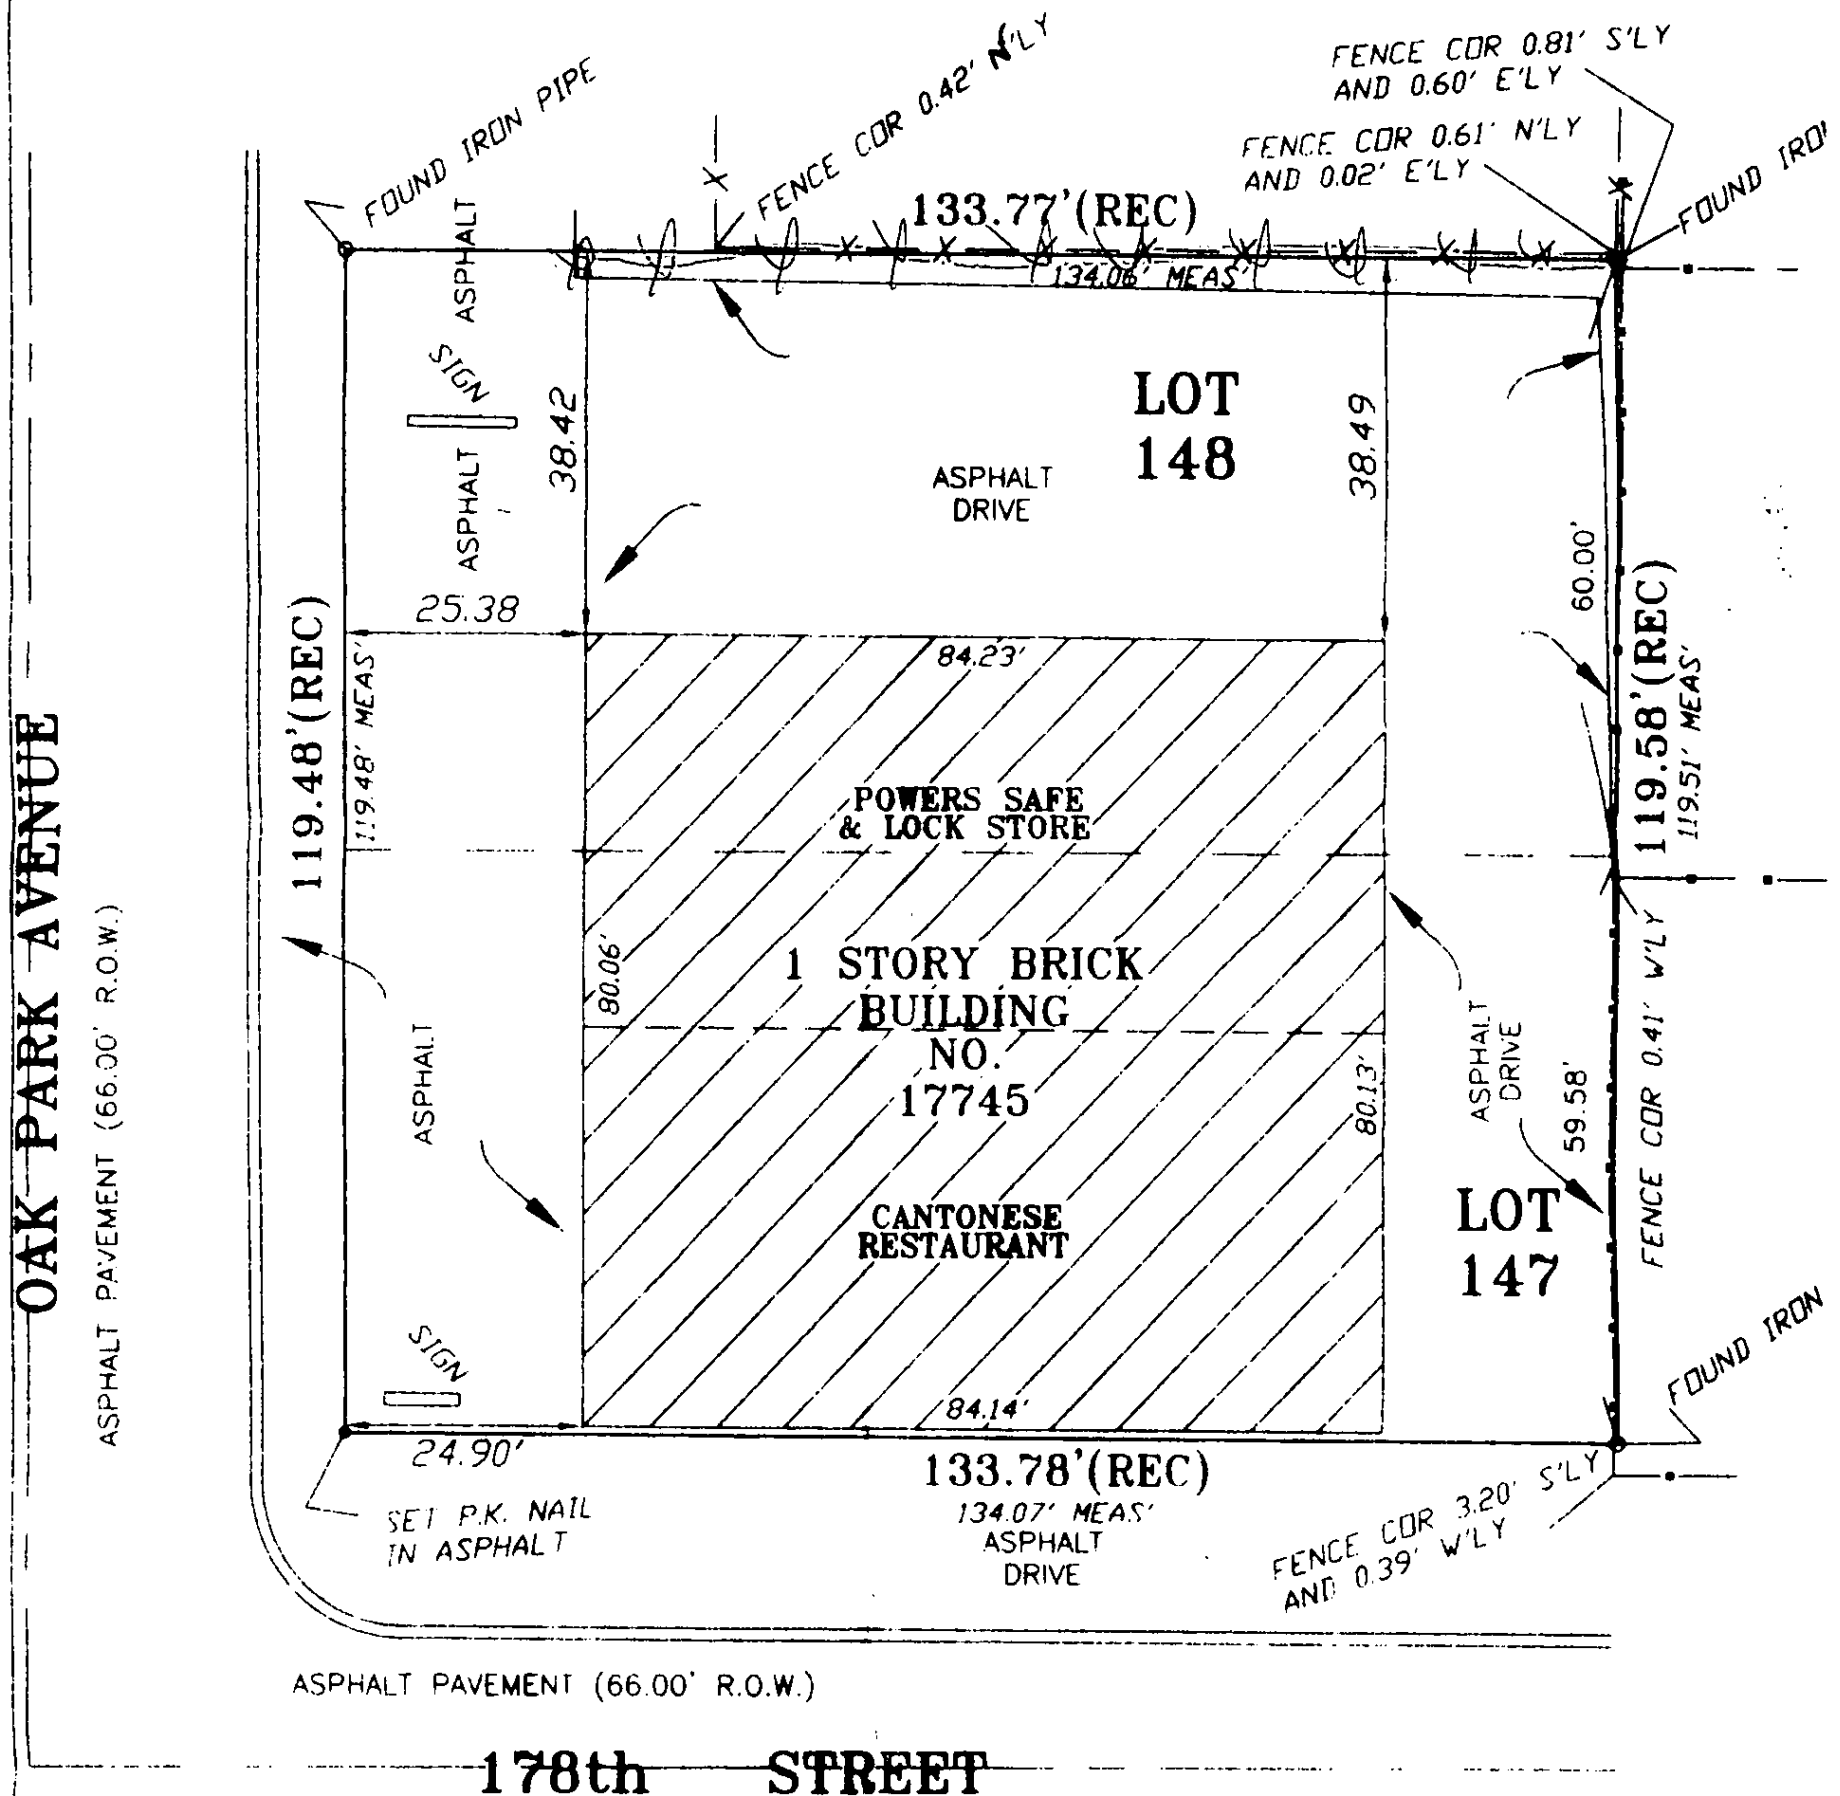 FOUND IRON PIPE
FENCE COR 0.42' N'LY
FENCE COR 0.81' S'LY
AND 0.60' E'LY
FENCE COR 0.61' N'LY
AND 0.02' E'LY
FOUND IRO
133.77'(REC)
134.06' MEAS'
X
X
X X X X X X X X
ASPHALT
SIGN
ASPHALT
38.42
LOT
148
38.49
ASPHALT
DRIVE
60.00'
25.38
84.23'
119.48'(REC)
119.48' MEAS'
119.58'(REC)
119.51' MEAS'
POWERS SAFE
& LOCK STORE
OAK PARK AVENUE
ASPHALT PAVEMENT (66.00' R.O.W.)
80.06'
1 STORY BRICK
BUILDING
NO.
17745
80.13'
ASPHALT
ASPHALT
DRIVE
59.58'
FENCE COR 0.41' W'LY
CANTONESE
RESTAURANT
LOT
147
SIGN
84.14'
FOUND IRON
24.90'
133.78'(REC)
134.07' MEAS'
ASPHALT
DRIVE
SET P.K. NAIL
IN ASPHALT
FENCE COR 3.20' S'LY
AND 0.39' W'LY
ASPHALT PAVEMENT (66.00' R.O.W.)
178th STREET